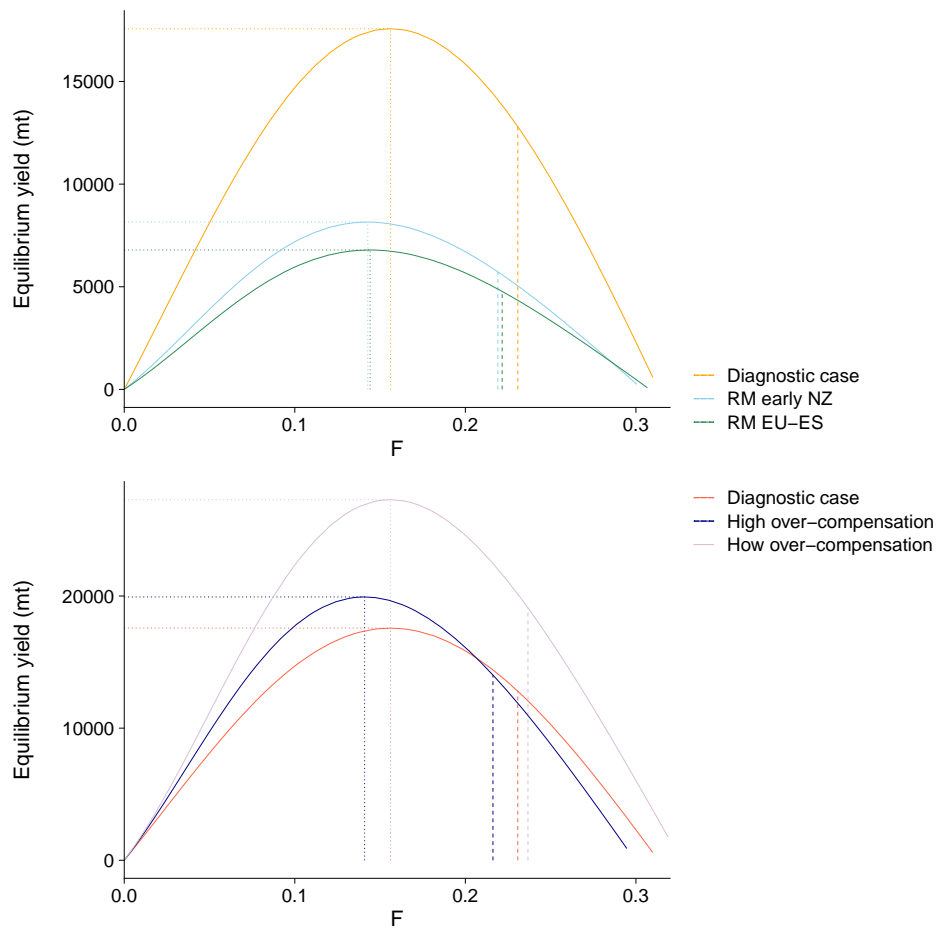 15000
10000
5000
0
Equilibrium yield (mt)
0.0 0.1 0.2 0.3
F
Diagnostic case
RM early NZ
RM EU−ES
20000
10000
0
Equilibrium yield (mt)
0.0 0.1 0.2 0.3
F
Diagnostic case
High over−compensation
How over−compensation